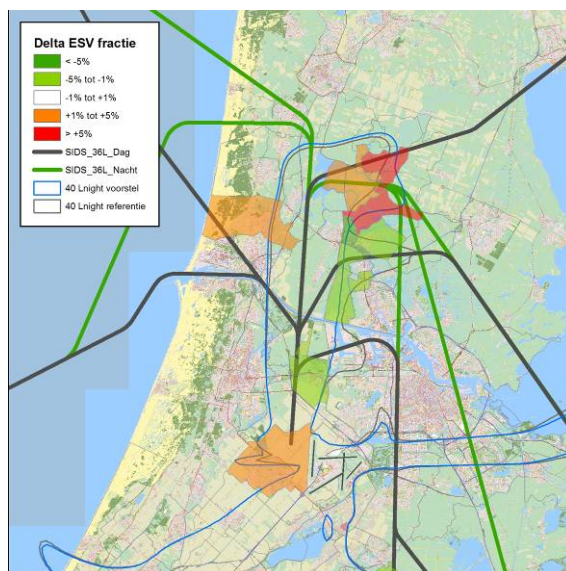 Delta ESV fractie
< -5%
-5% tot -1%
-1% tot +1%
+1% tot +5%
> +5%
SIDS_36L_Dag
SIDS_36L_Nacht
40 Lnight voorstel
40 Lnight referentie